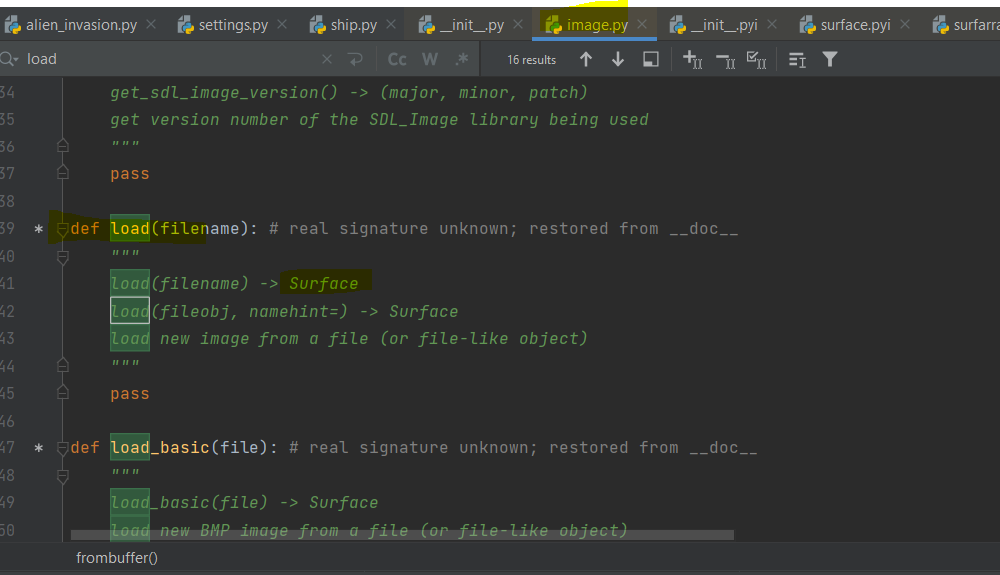 alien_invasion.py settings.py ship.py __init__.py image.py __init__.pyi surface.pyi surfarra
load Cc W .* 16 results
34 get_sdl_image_version() -> (major, minor, patch)
35 get version number of the SDL_Image library being used
36 """
37 pass
38
39 * def load(filename): # real signature unknown; restored from __doc__
40 """
41 load(filename) -> Surface
42 load(fileobj, namehint=) -> Surface
43 load new image from a file (or file-like object)
44 """
45 pass
46
47 * def load_basic(file): # real signature unknown; restored from __doc__
48 """
49 load_basic(file) -> Surface
50 load new BMP image from a file (or file-like object)
frombuffer()